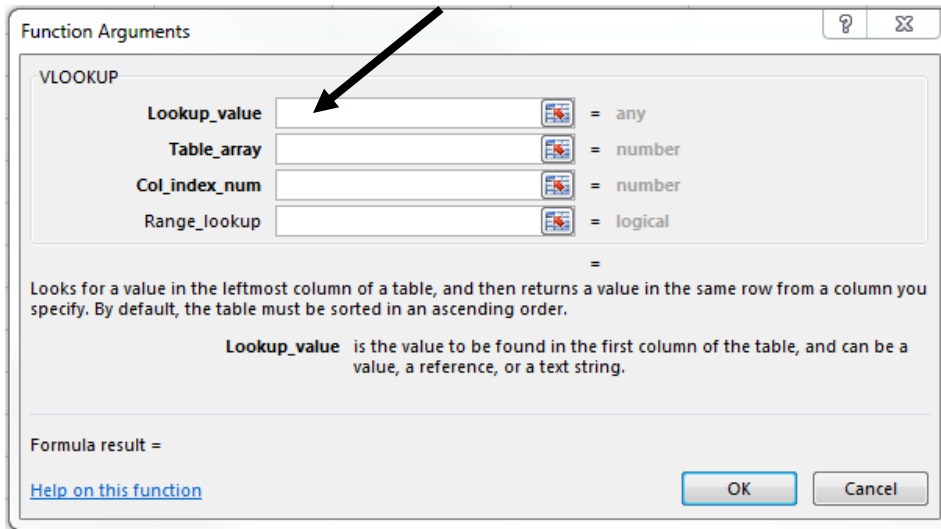 Function Arguments ?
VLOOKUP
Lookup_value = any
Table_array = number
Col_index_num = number
Range_lookup = logical
=
Looks for a value in the leftmost column of a table, and then returns a value in the same row from a column you
specify. By default, the table must be sorted in an ascending order.
Lookup_value is the value to be found in the first column of the table, and can be a
value, a reference, or a text string.
Formula result =
Help on this function OK Cancel